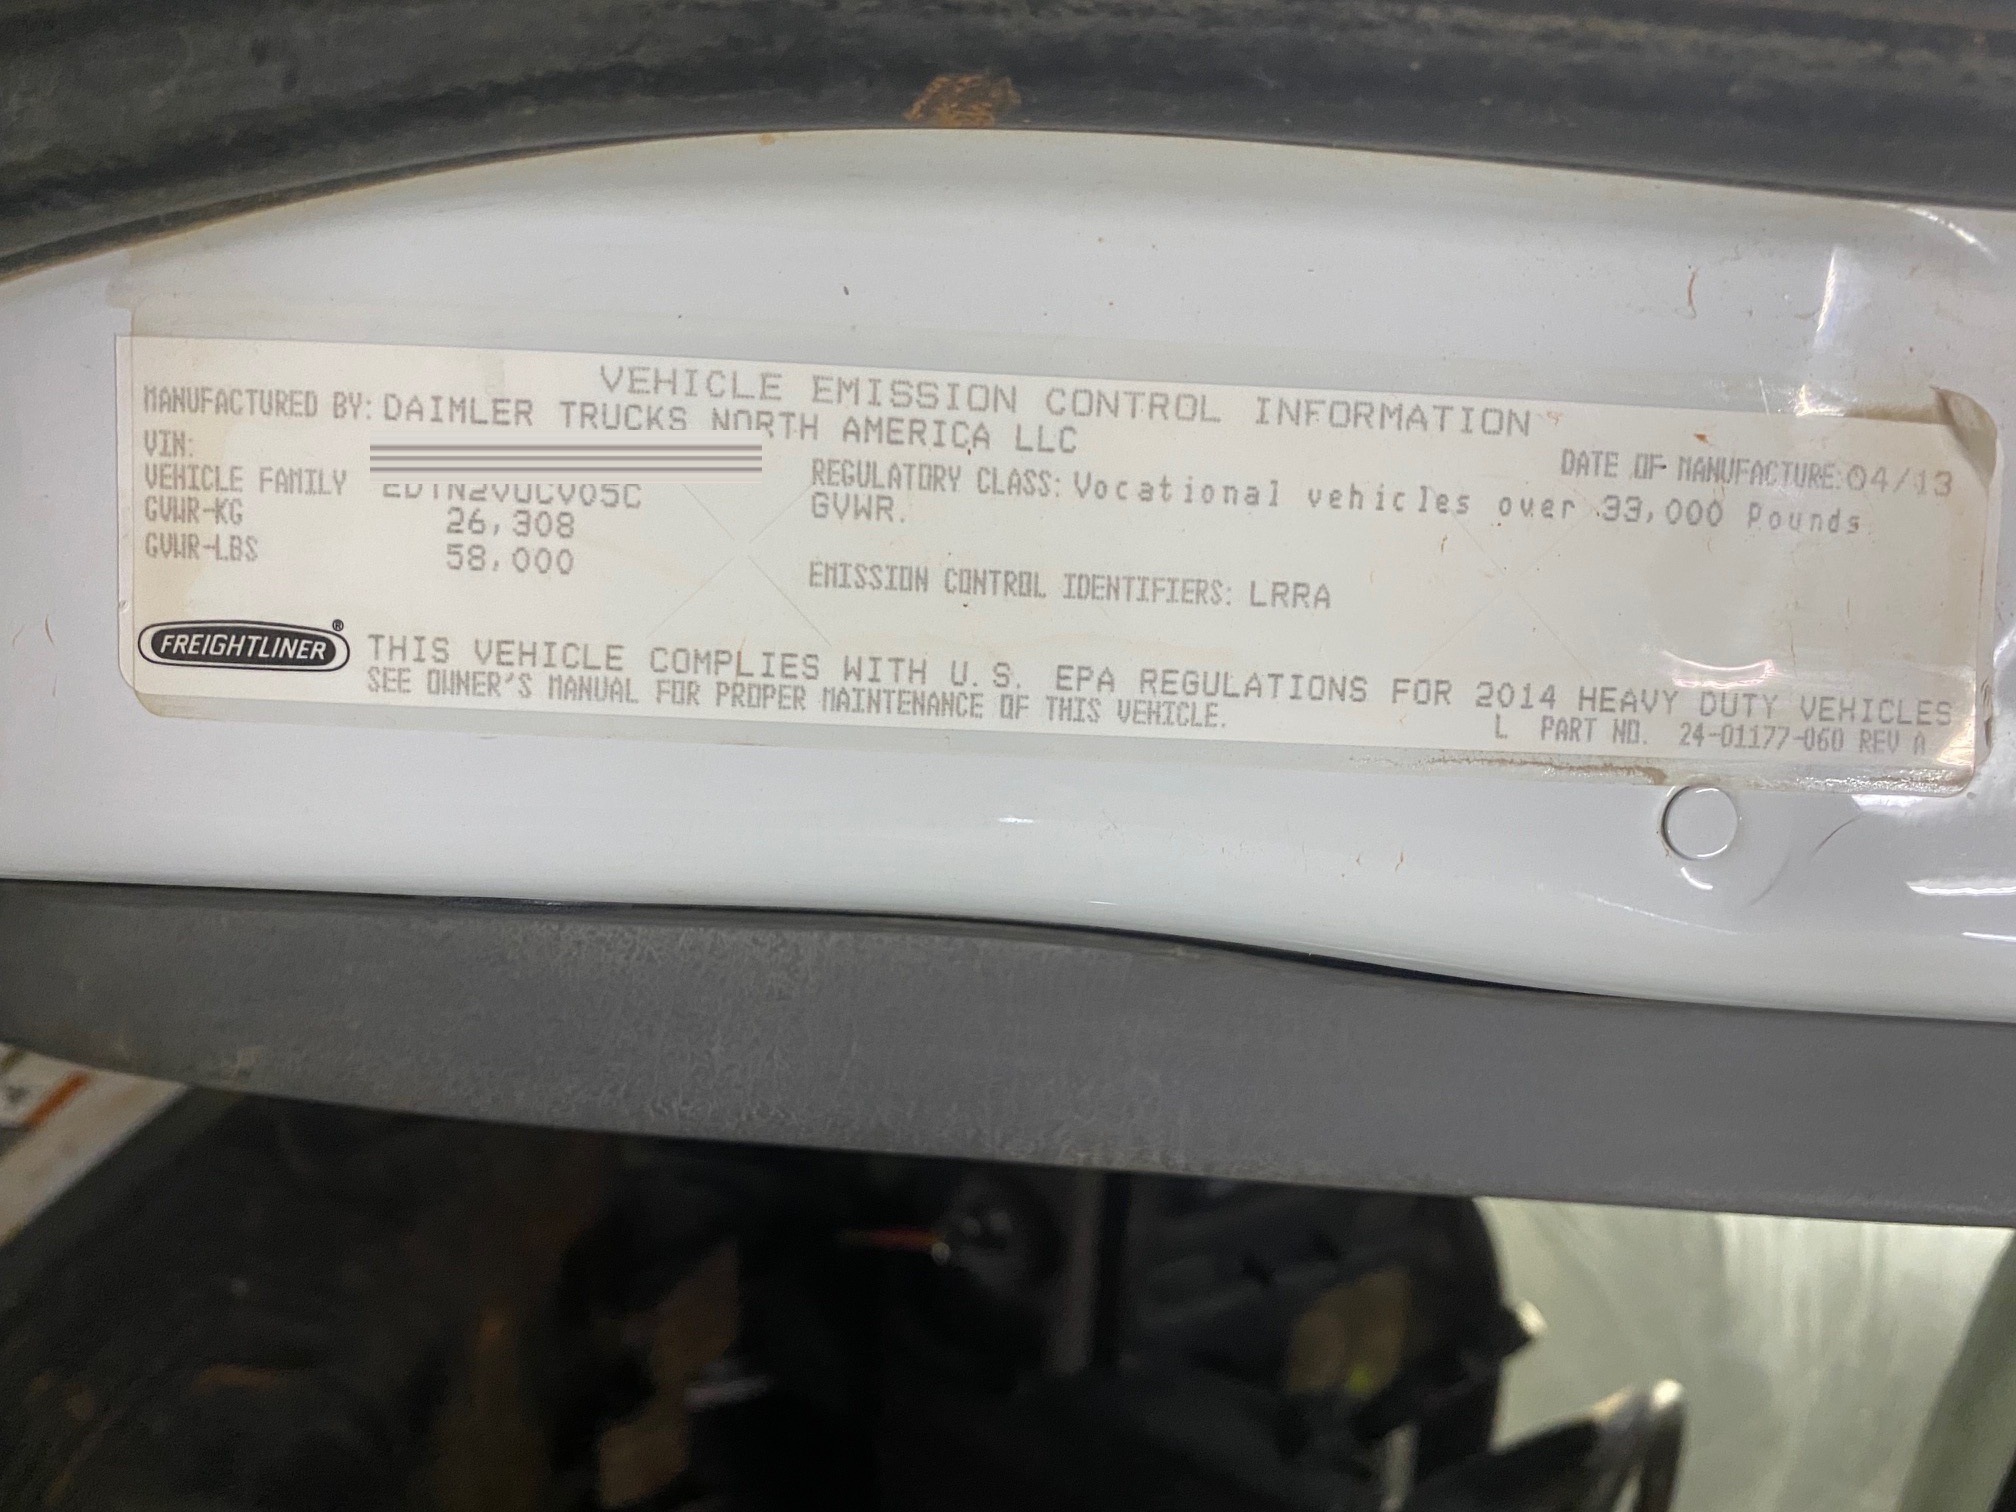 VEHICLE EMISSION CONTROL INFORMATION
MANUFACTURED BY: DAIMLER TRUCKS NORTH AMERICA LLC
DATE OF MANUFACTURE: 04/13
VIN:
VEHICLE FAMILY
REGULATORY CLASS: Vocational vehicles over 33,000 Pounds
GVWR.
GVWR-KG 26,308
GVWR-LBS 58,000
EMISSION CONTROL IDENTIFIERS: LRRA
FREIGHTLINER®
THIS VEHICLE COMPLIES WITH U.S. EPA REGULATIONS FOR 2014 HEAVY DUTY VEHICLES
SEE OWNER'S MANUAL FOR PROPER MAINTENANCE OF THIS VEHICLE.
L PART NO. 24-01177-060 REV A